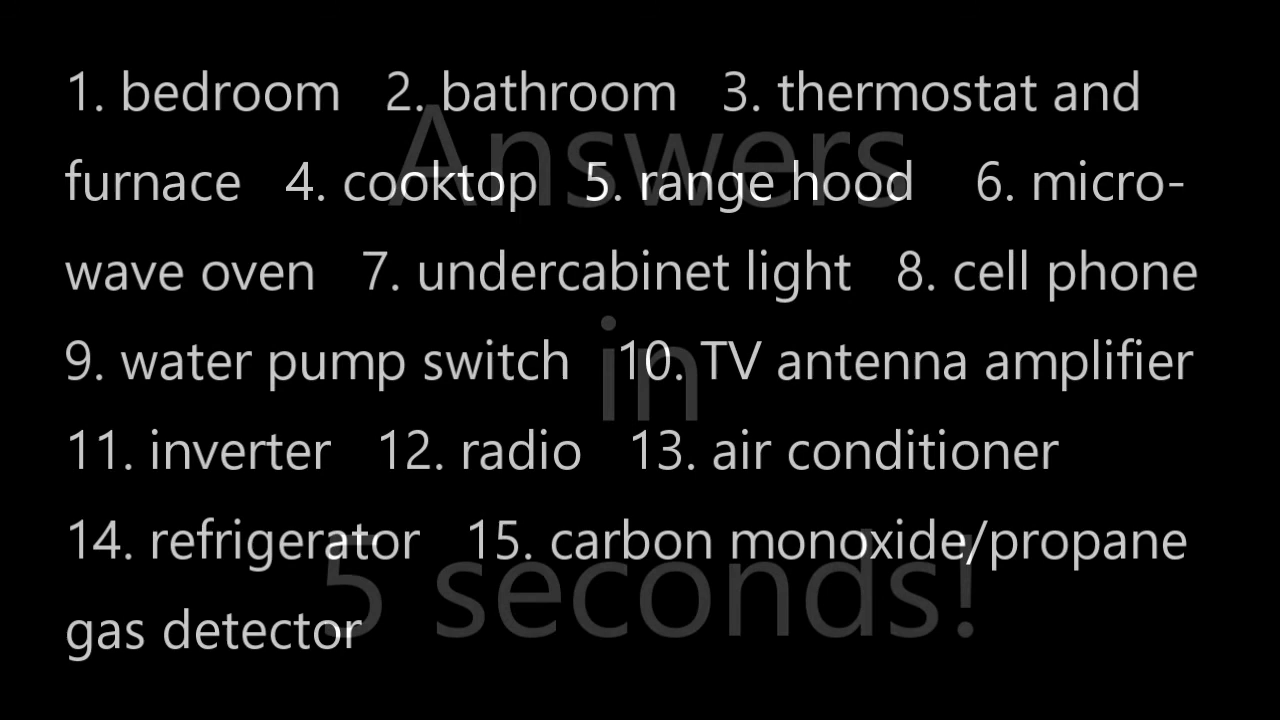 1. bedroom   2. bathroom   3. thermostat and
furnace   4. cooktop   5. range hood    6. micro-
wave oven   7. undercabinet light   8. cell phone
9. water pump switch   10. TV antenna amplifier
11. inverter   12. radio   13. air conditioner
14. refrigerator   15. carbon monoxide/propane
gas detector
Answers
in
5 seconds!